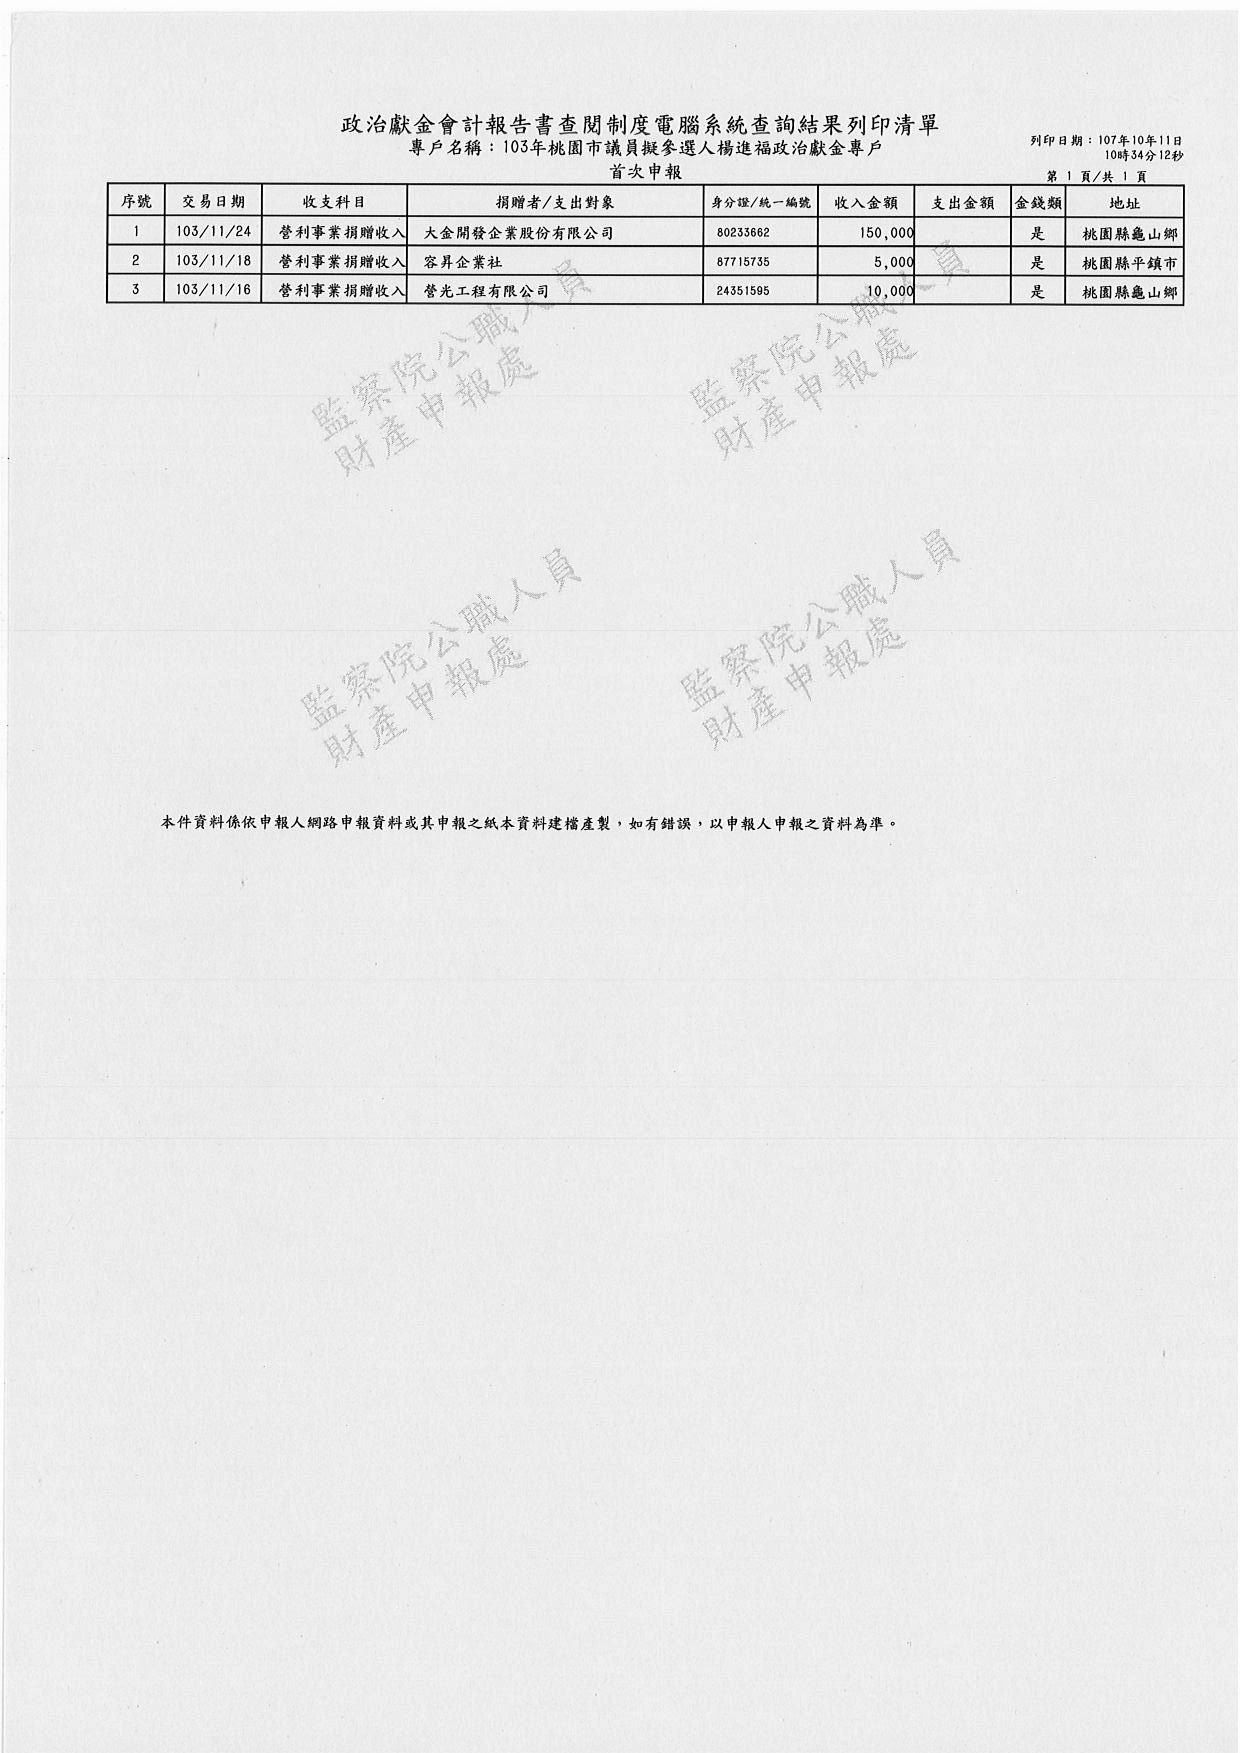 政治獻金會計報告書查閱制度電腦系統查詢結果列印清單
專戶名稱：103年桃園市議員擬參選人楊進福政治獻金專戶
列印日期：107年10年11日
10時34分12秒
首次申報
第 1 頁/共 1 頁
序號 交易日期 收支科目 捐贈者/支出對象 身分證/統一編號 收入金額 支出金額 金錢類 地址
1 103/11/24 營利事業捐贈收入 大金開發企業股份有限公司 80233662 150,000 是 桃園縣龜山鄉
2 103/11/18 營利事業捐贈收入 容昇企業社 87715735 5,000 是 桃園縣平鎮市
3 103/11/16 營利事業捐贈收入 營光工程有限公司 24351595 10,000 是 桃園縣龜山鄉
監察院公職人員
財產申報處
監察院公職人員
財產申報處
監察院公職人員
財產申報處
監察院公職人員
財產申報處
本件資料係依申報人網路申報資料或其申報之紙本資料建檔產製，如有錯誤，以申報人申報之資料為準。